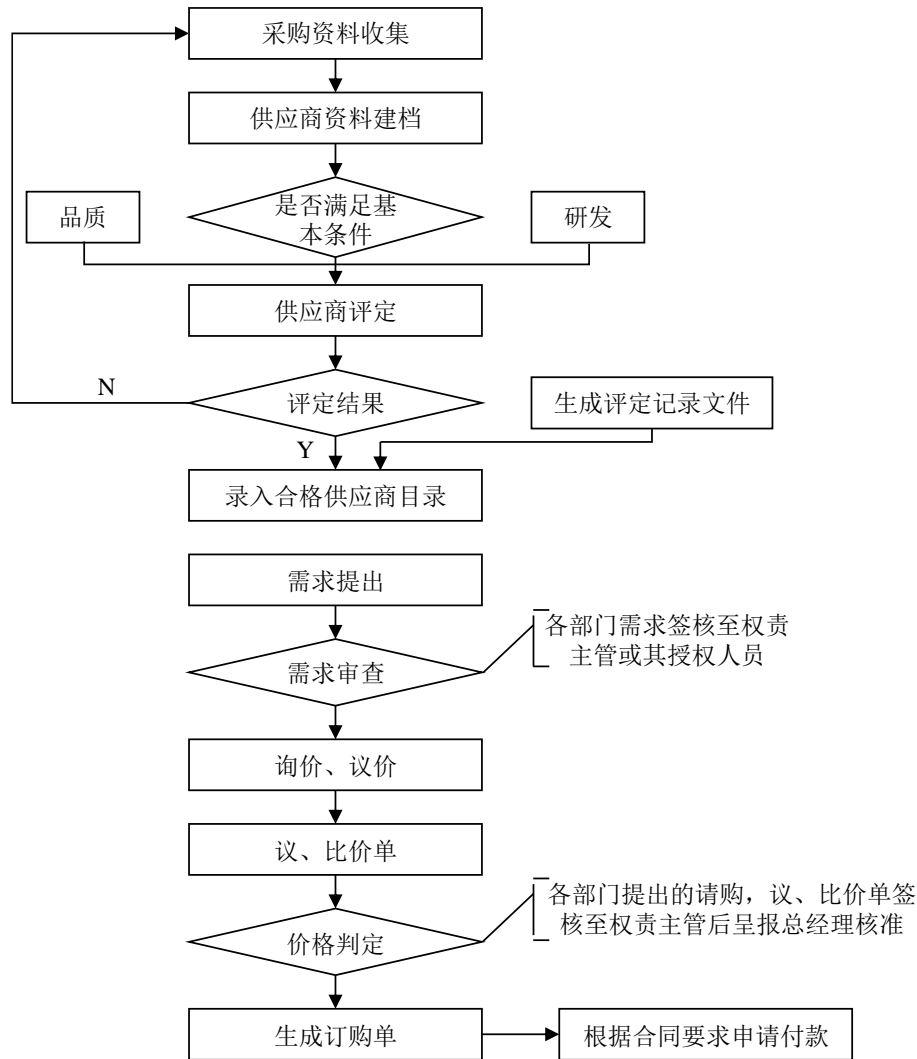 采购资料收集
供应商资料建档
是否满足基
本条件
品质
研发
供应商评定
N
评定结果
生成评定记录文件
Y
录入合格供应商目录
需求提出
各部门需求签核至权责
主管或其授权人员
需求审查
询价、议价
议、比价单
各部门提出的请购，议、比价单签
核至权责主管后呈报总经理核准
价格判定
生成订购单
根据合同要求申请付款